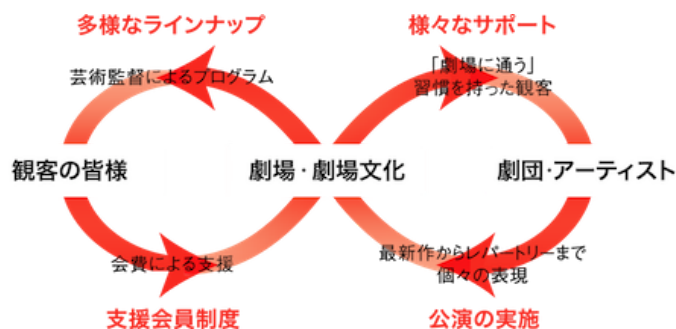 多様なラインナップ
様々なサポート
芸術監督によるプログラム
「劇場に通う」
習慣を持った観客
観客の皆様
劇場・劇場文化
劇団・アーティスト
会費による支援
最新作からレパートリーまで
個々の表現
支援会員制度
公演の実施